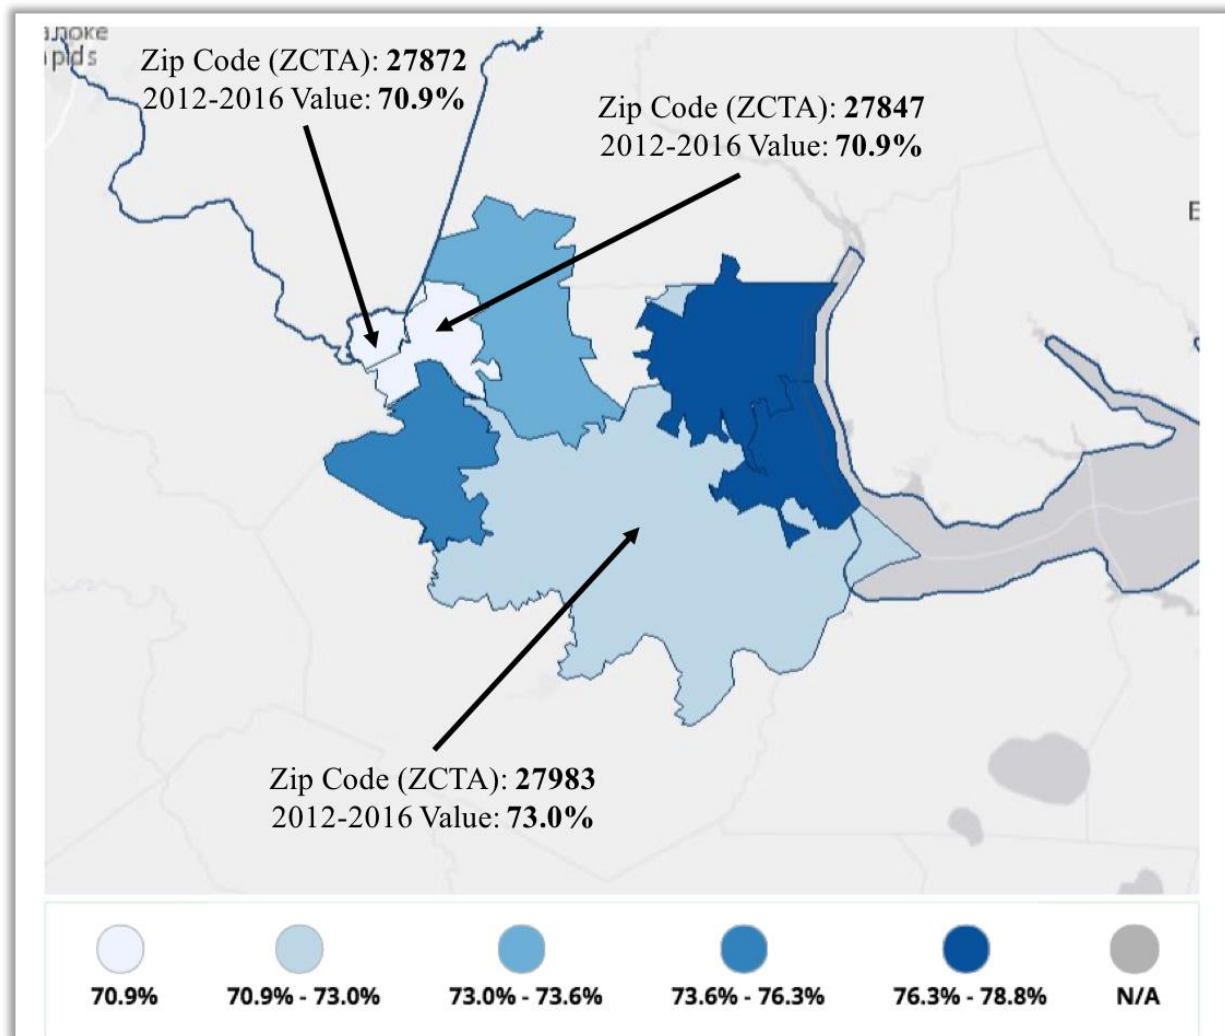 Zip Code (ZCTA): 27872
2012-2016 Value: 70.9%
Zip Code (ZCTA): 27847
2012-2016 Value: 70.9%
Zip Code (ZCTA): 27983
2012-2016 Value: 73.0%
70.9% 70.9% - 73.0% 73.0% - 73.6% 73.6% - 76.3% 76.3% - 78.8% N/A